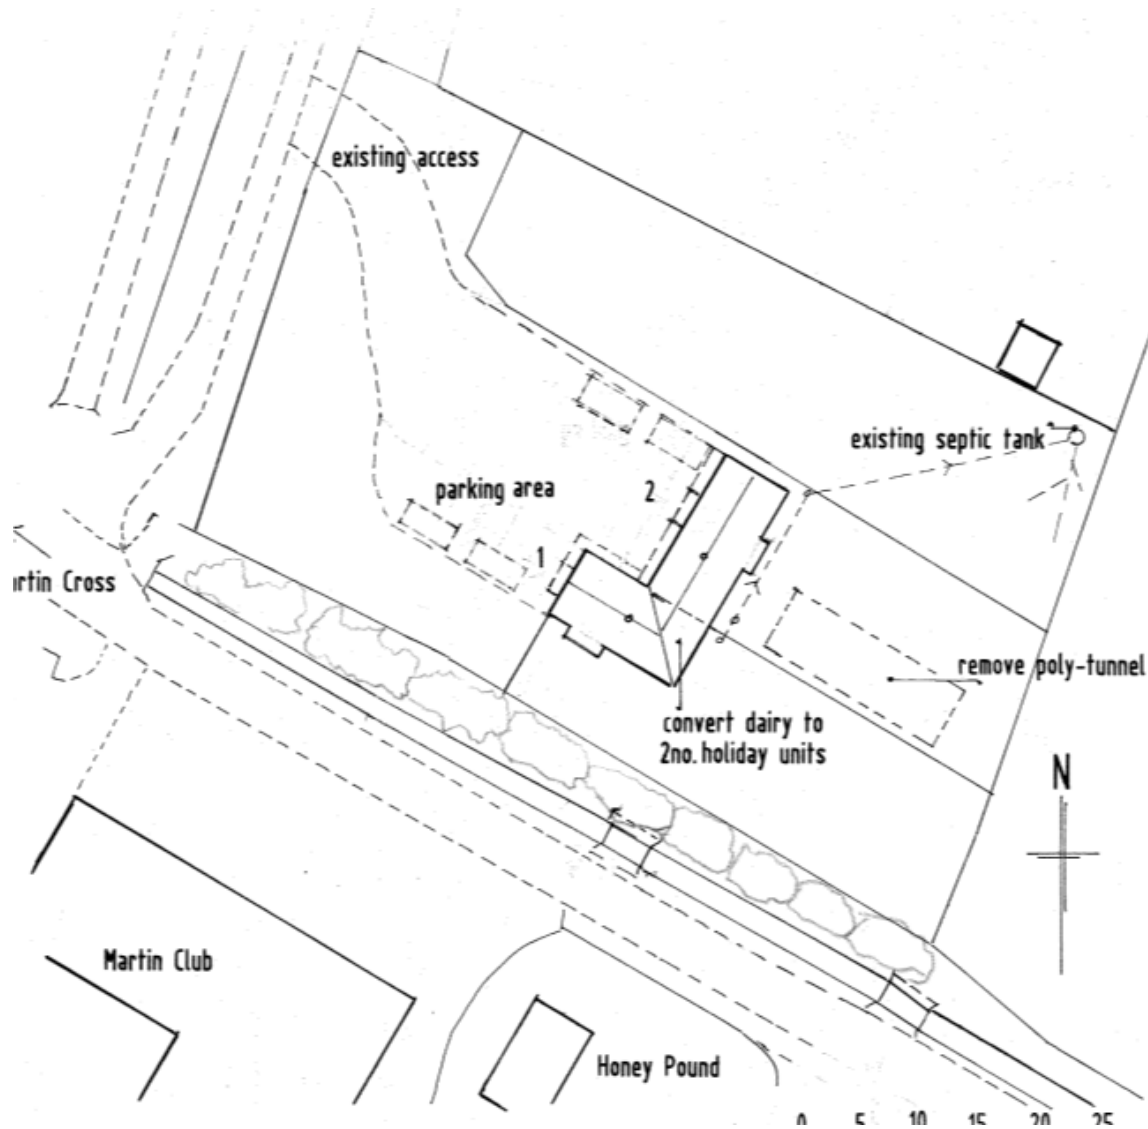 existing access
existing septic tank
parking area
2
1
rtin Cross
remove poly-tunnel
convert dairy to
2no. holiday units
N
Martin Club
Honey Pound
0 5 10 15 20 25